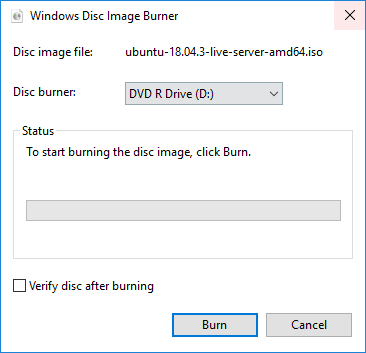 Windows Disc Image Burner
Disc image file: ubuntu-18.04.3-live-server-amd64.iso
Disc burner: DVD R Drive (D:)
Status
To start burning the disc image, click Burn.
Verify disc after burning
Burn Cancel